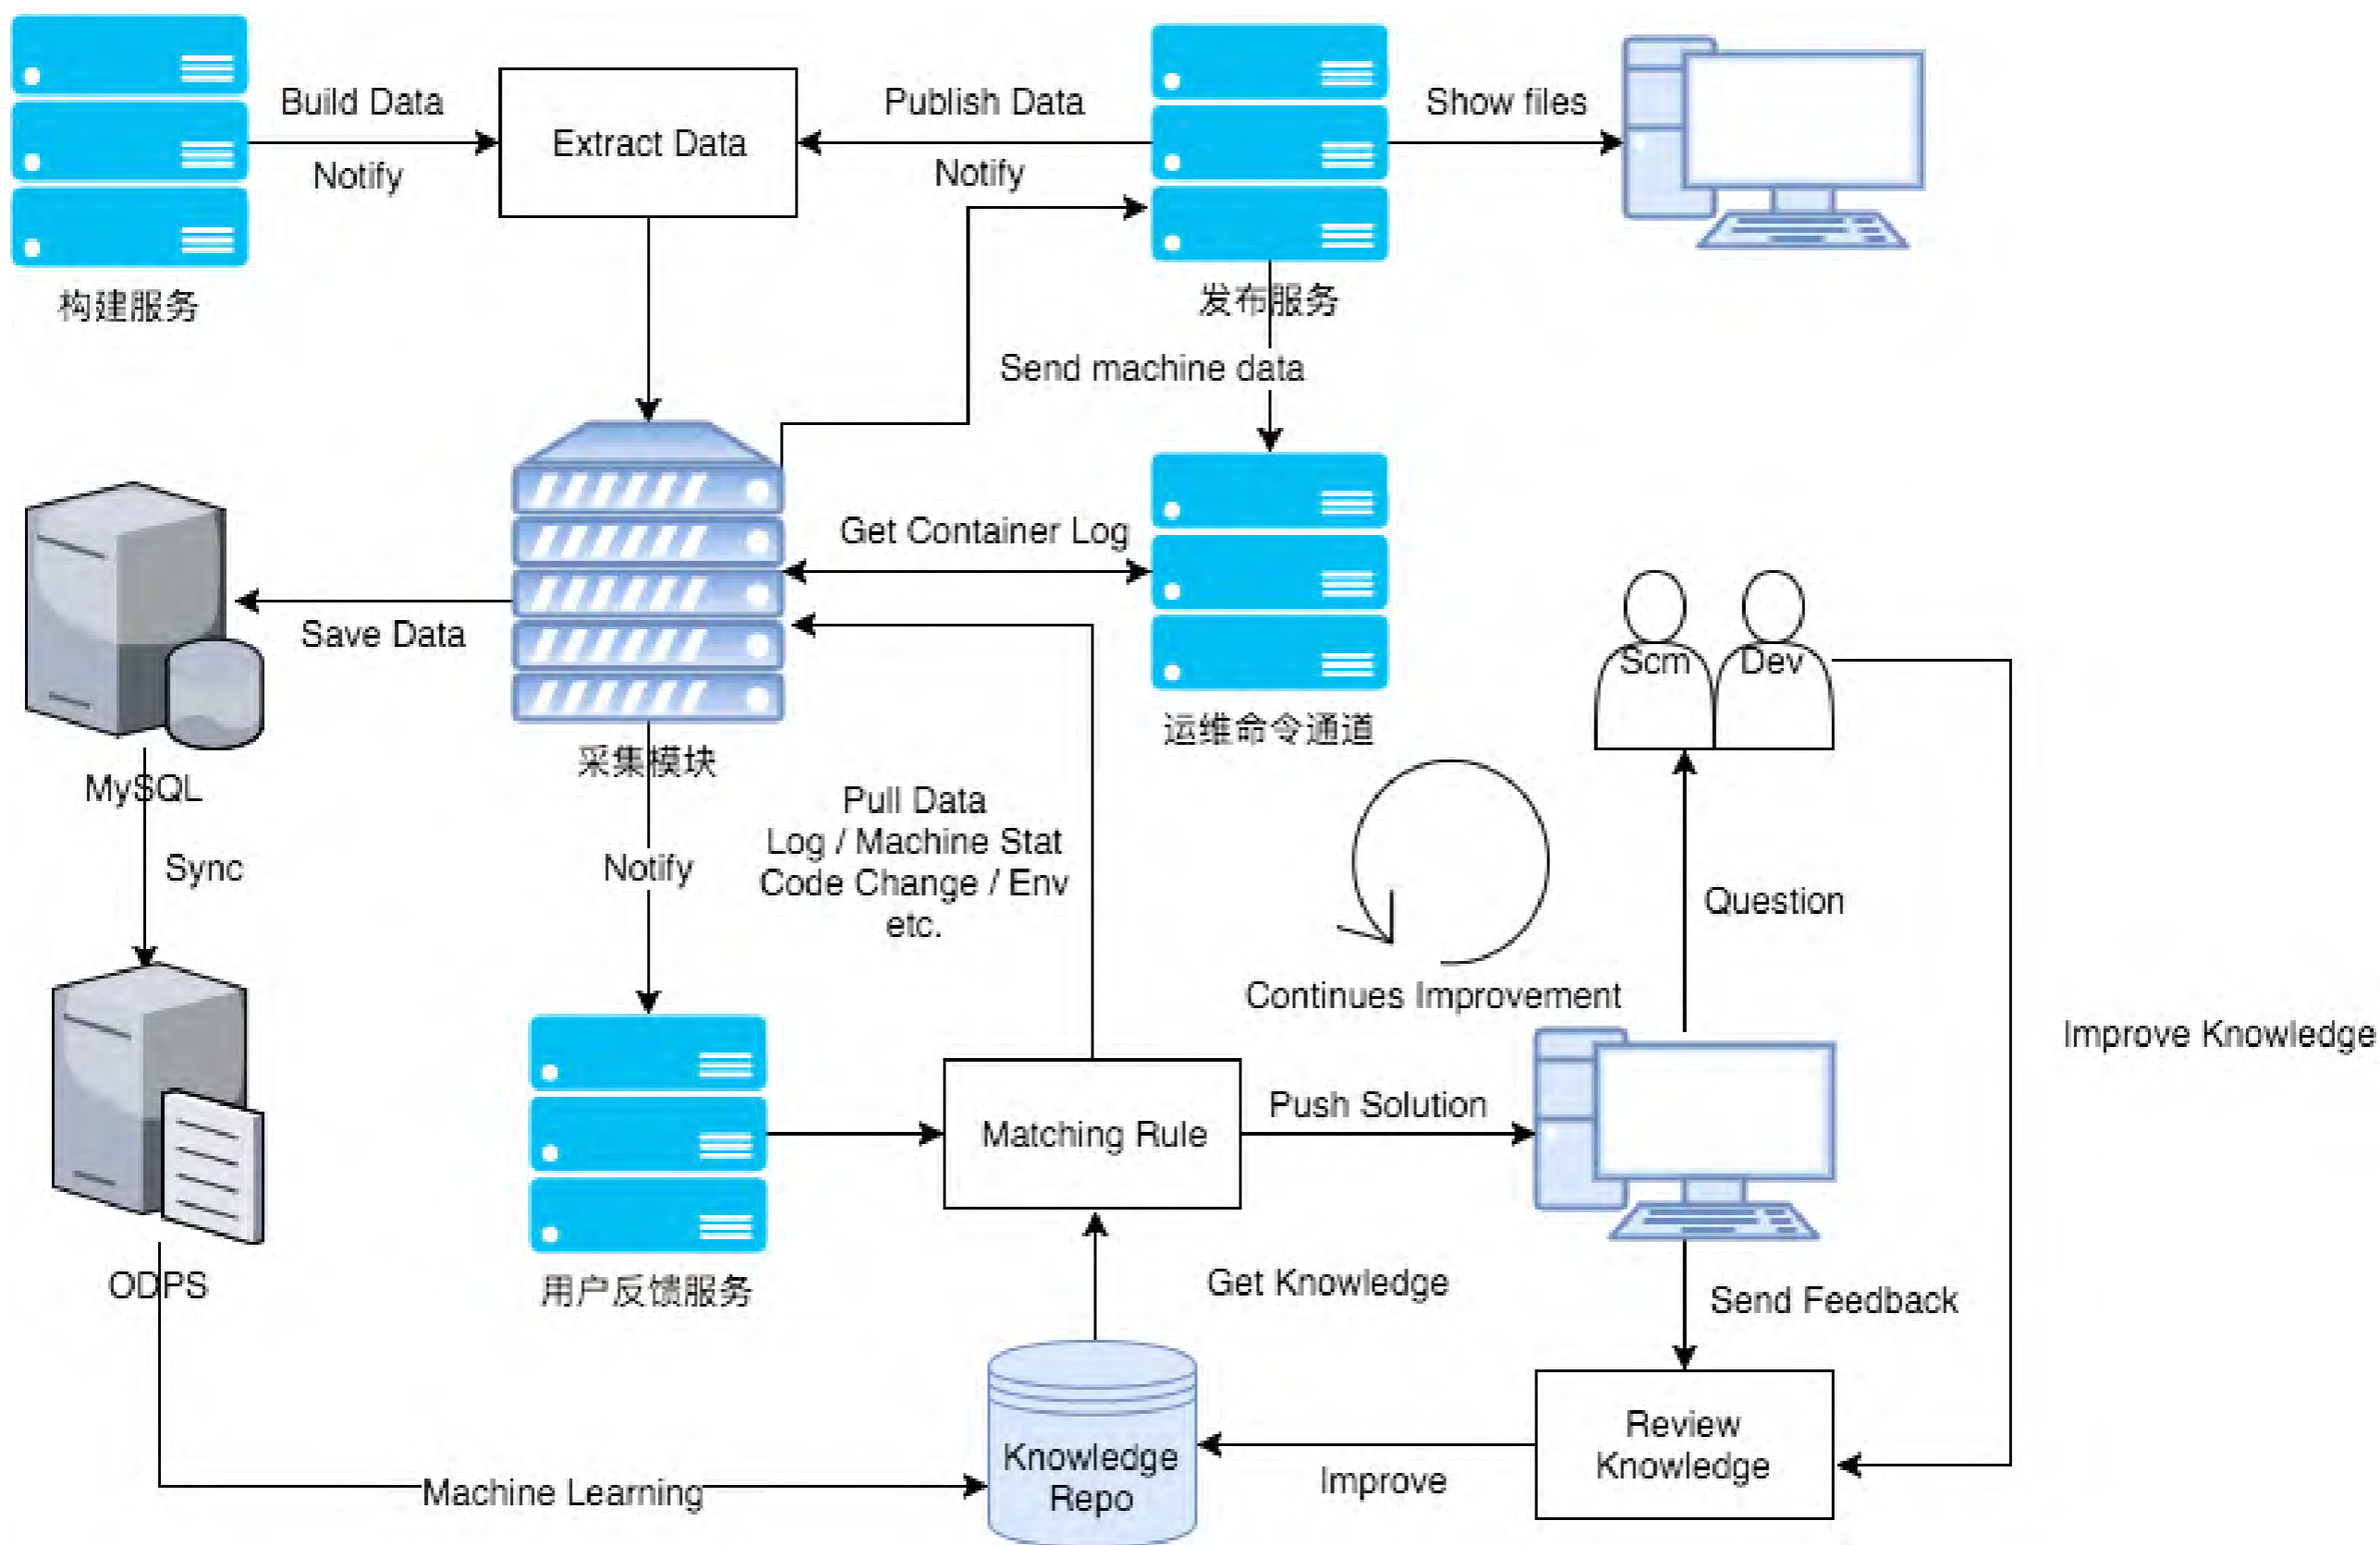 Build Data
Notify
Extract Data
Publish Data
Notify
Show files
构建服务
发布服务
Send machine data
Get Container Log
Save Data
Scm
Dev
运维命令通道
采集模块
MySQL
Pull Data
Log / Machine Stat
Code Change / Env
etc.
Sync
Notify
Question
Continues Improvement
Improve Knowledge
Push Solution
Matching Rule
ODPS
用户反馈服务
Get Knowledge
Send Feedback
Review
Knowledge
Knowledge
Repo
Improve
Machine Learning